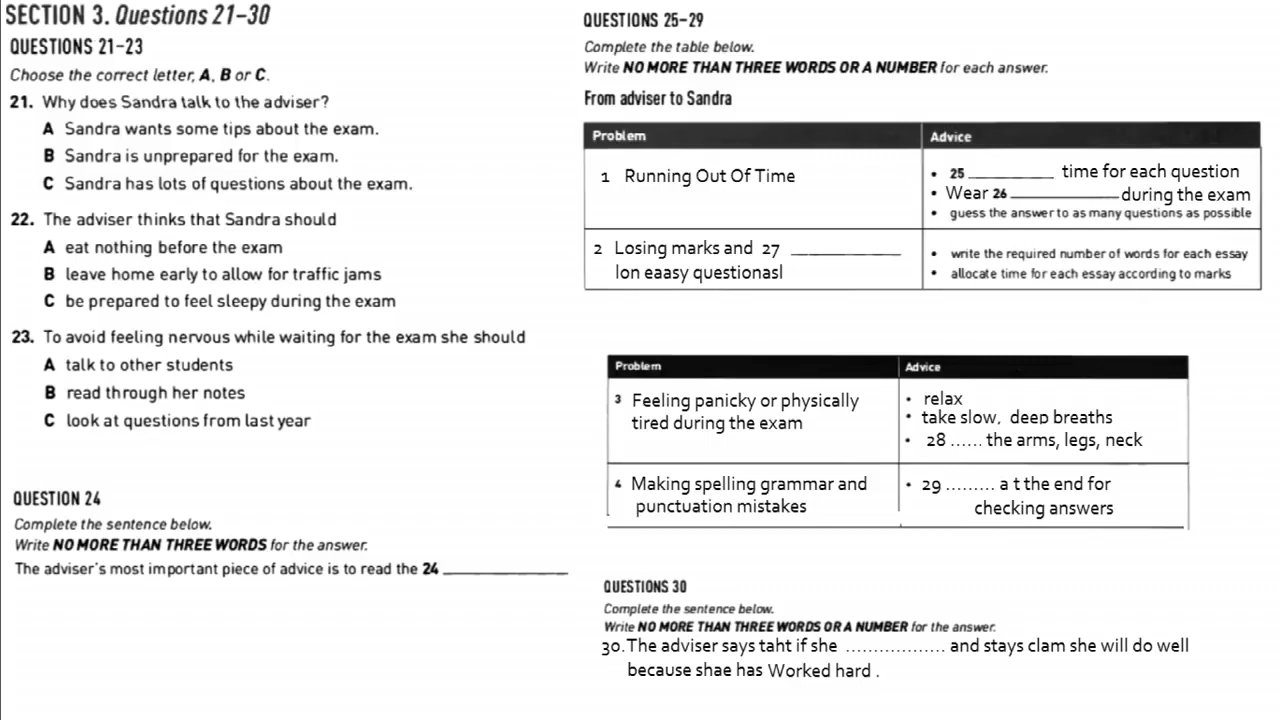 SECTION 3. Questions 21–30
QUESTIONS 21–23
Choose the correct letter, A, B or C.
21. Why does Sandra talk to the adviser?
A Sandra wants some tips about the exam.
B Sandra is unprepared for the exam.
C Sandra has lots of questions about the exam.
22. The adviser thinks that Sandra should
A eat nothing before the exam
B leave home early to allow for traffic jams
C be prepared to feel sleepy during the exam
23. To avoid feeling nervous while waiting for the exam she should
A talk to other students
B read through her notes
C look at questions from last year
QUESTION 24
Complete the sentence below.
Write NO MORE THAN THREE WORDS for the answer.
The adviser's most important piece of advice is to read the 24 ____________
QUESTIONS 25–29
Complete the table below.
Write NO MORE THAN THREE WORDS OR A NUMBER for each answer.
From adviser to Sandra
Problem
Advice
1 Running Out Of Time
• 25 ____________ time for each question
• Wear 26 ____________ during the exam
• guess the answer to as many questions as possible
2 Losing marks and 27 ____________
lon eaasy questionasl
• write the required number of words for each essay
• allocate time for each essay according to marks
Problem
Advice
3 Feeling panicky or physically
tired during the exam
• relax
• take slow, deep breaths
• 28 ...... the arms, legs, neck
4 Making spelling grammar and
punctuation mistakes
• 29 ......... a t the end for
checking answers
QUESTIONS 30
Complete the sentence below.
Write NO MORE THAN THREE WORDS OR A NUMBER for the answer.
30.The adviser says taht if she .................. and stays clam she will do well
because shae has Worked hard .